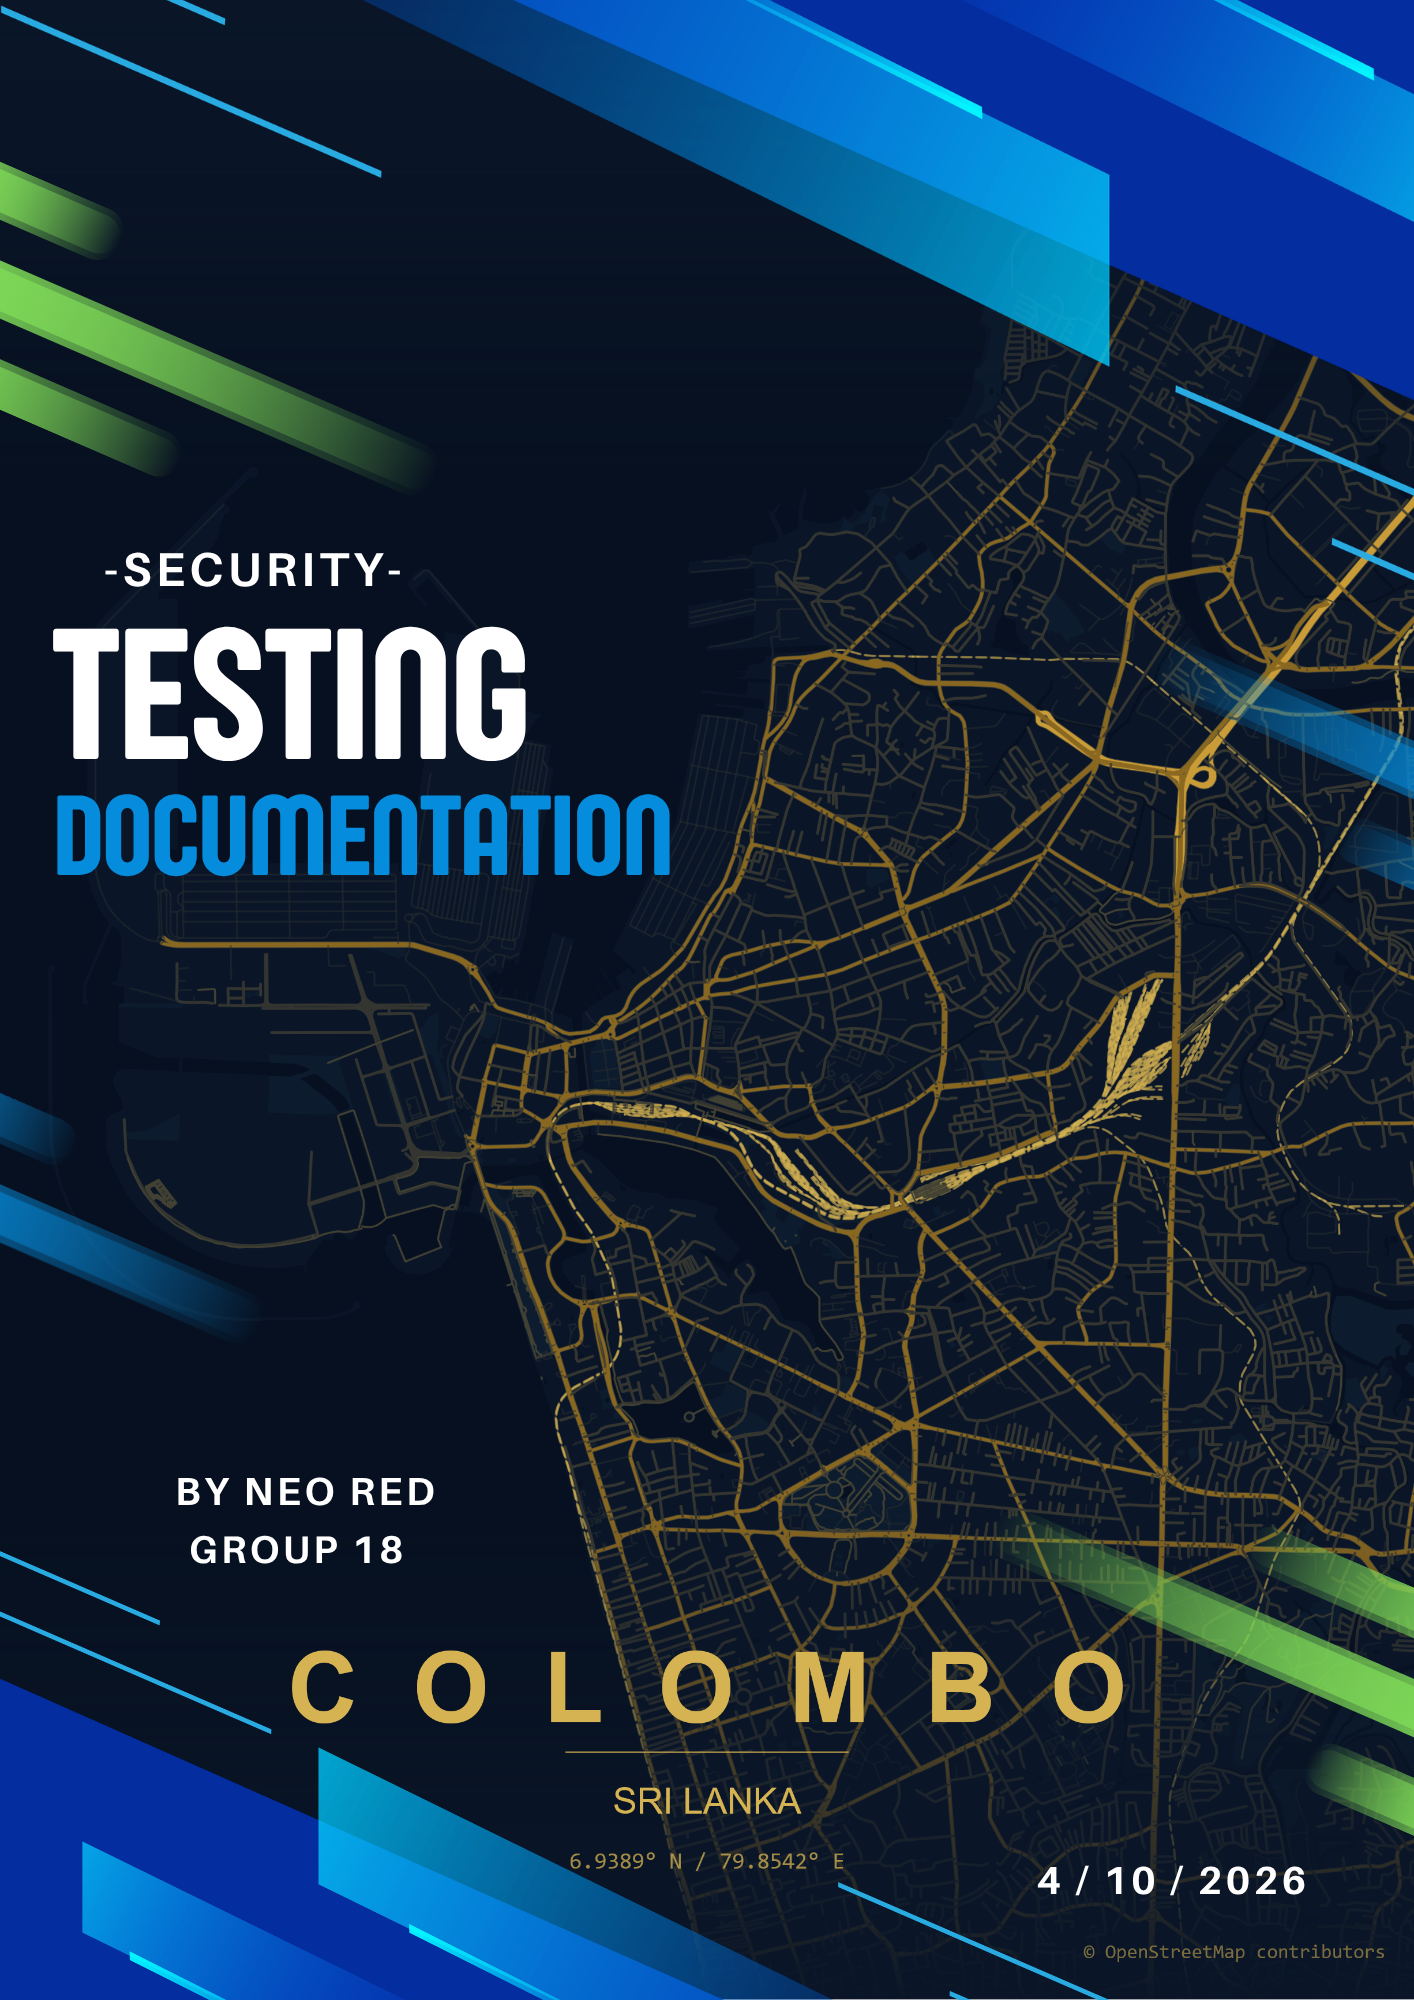 -SECURITY-
TESTING
DOCUMENTATION
BY NEO RED
GROUP 18
COLOMBO
SRI LANKA
6.9389° N / 79.8542° E
4 / 10 / 2026
© OpenStreetMap contributors